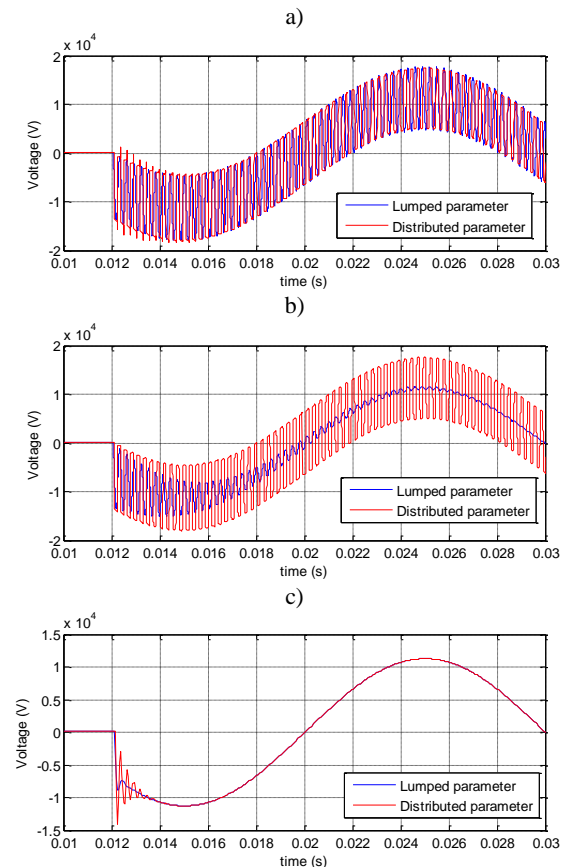 a)
x 10 4
2
1
0
-1
-2
Voltage (V)
Lumped parameter
Distributed parameter
0.01 0.012 0.014 0.016 0.018 0.02 0.022 0.024 0.026 0.028 0.03
time (s)
b)
x 10 4
2
1
0
-1
-2
Voltage (V)
Lumped parameter
Distributed parameter
0.01 0.012 0.014 0.016 0.018 0.02 0.022 0.024 0.026 0.028 0.03
time (s)
c)
x 10 4
1.5
1
0.5
0
-0.5
-1
-1.5
Voltage (V)
Lumped parameter
Distributed parameter
0.01 0.012 0.014 0.016 0.018 0.02 0.022 0.024 0.026 0.028 0.03
time (s)